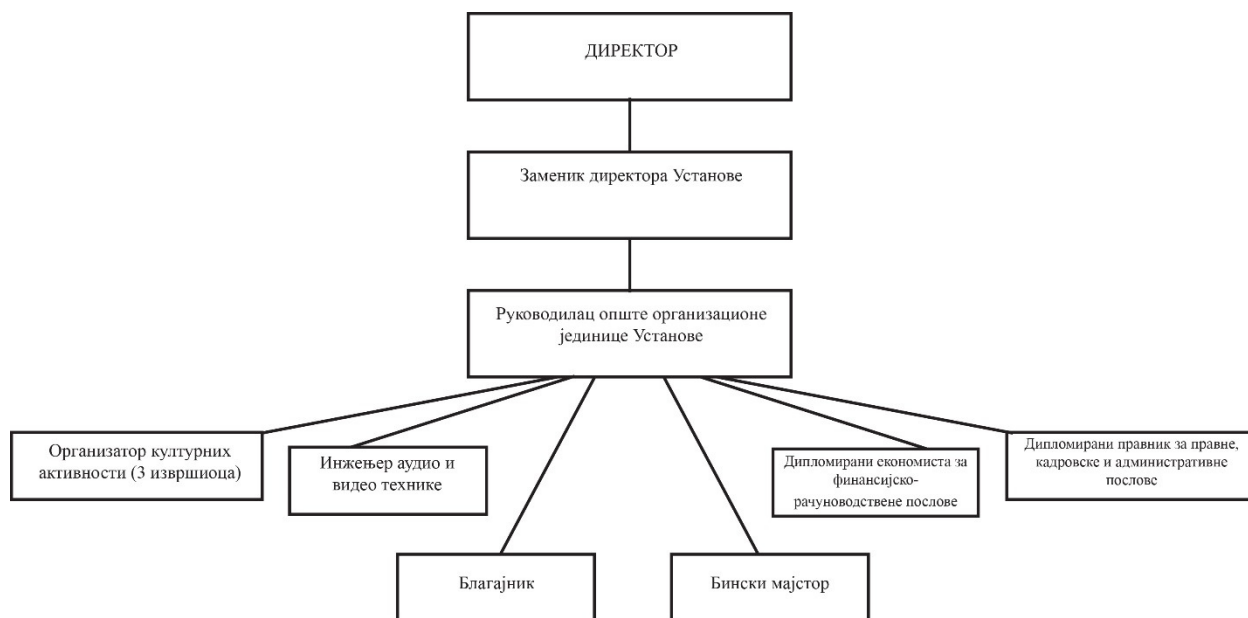 ДИРЕКТОР
Заменик директора Установе
Руководилац опште организационе
јединице Установе
Организатор културних
активности (3 извршиоца)
Инжењер аудио и
видео технике
Дипломирани економиста за
финансијско-
рачуноводствене послове
Дипломирани правник за правне,
кадровске и административне
послове
Благајник
Бински мајстор